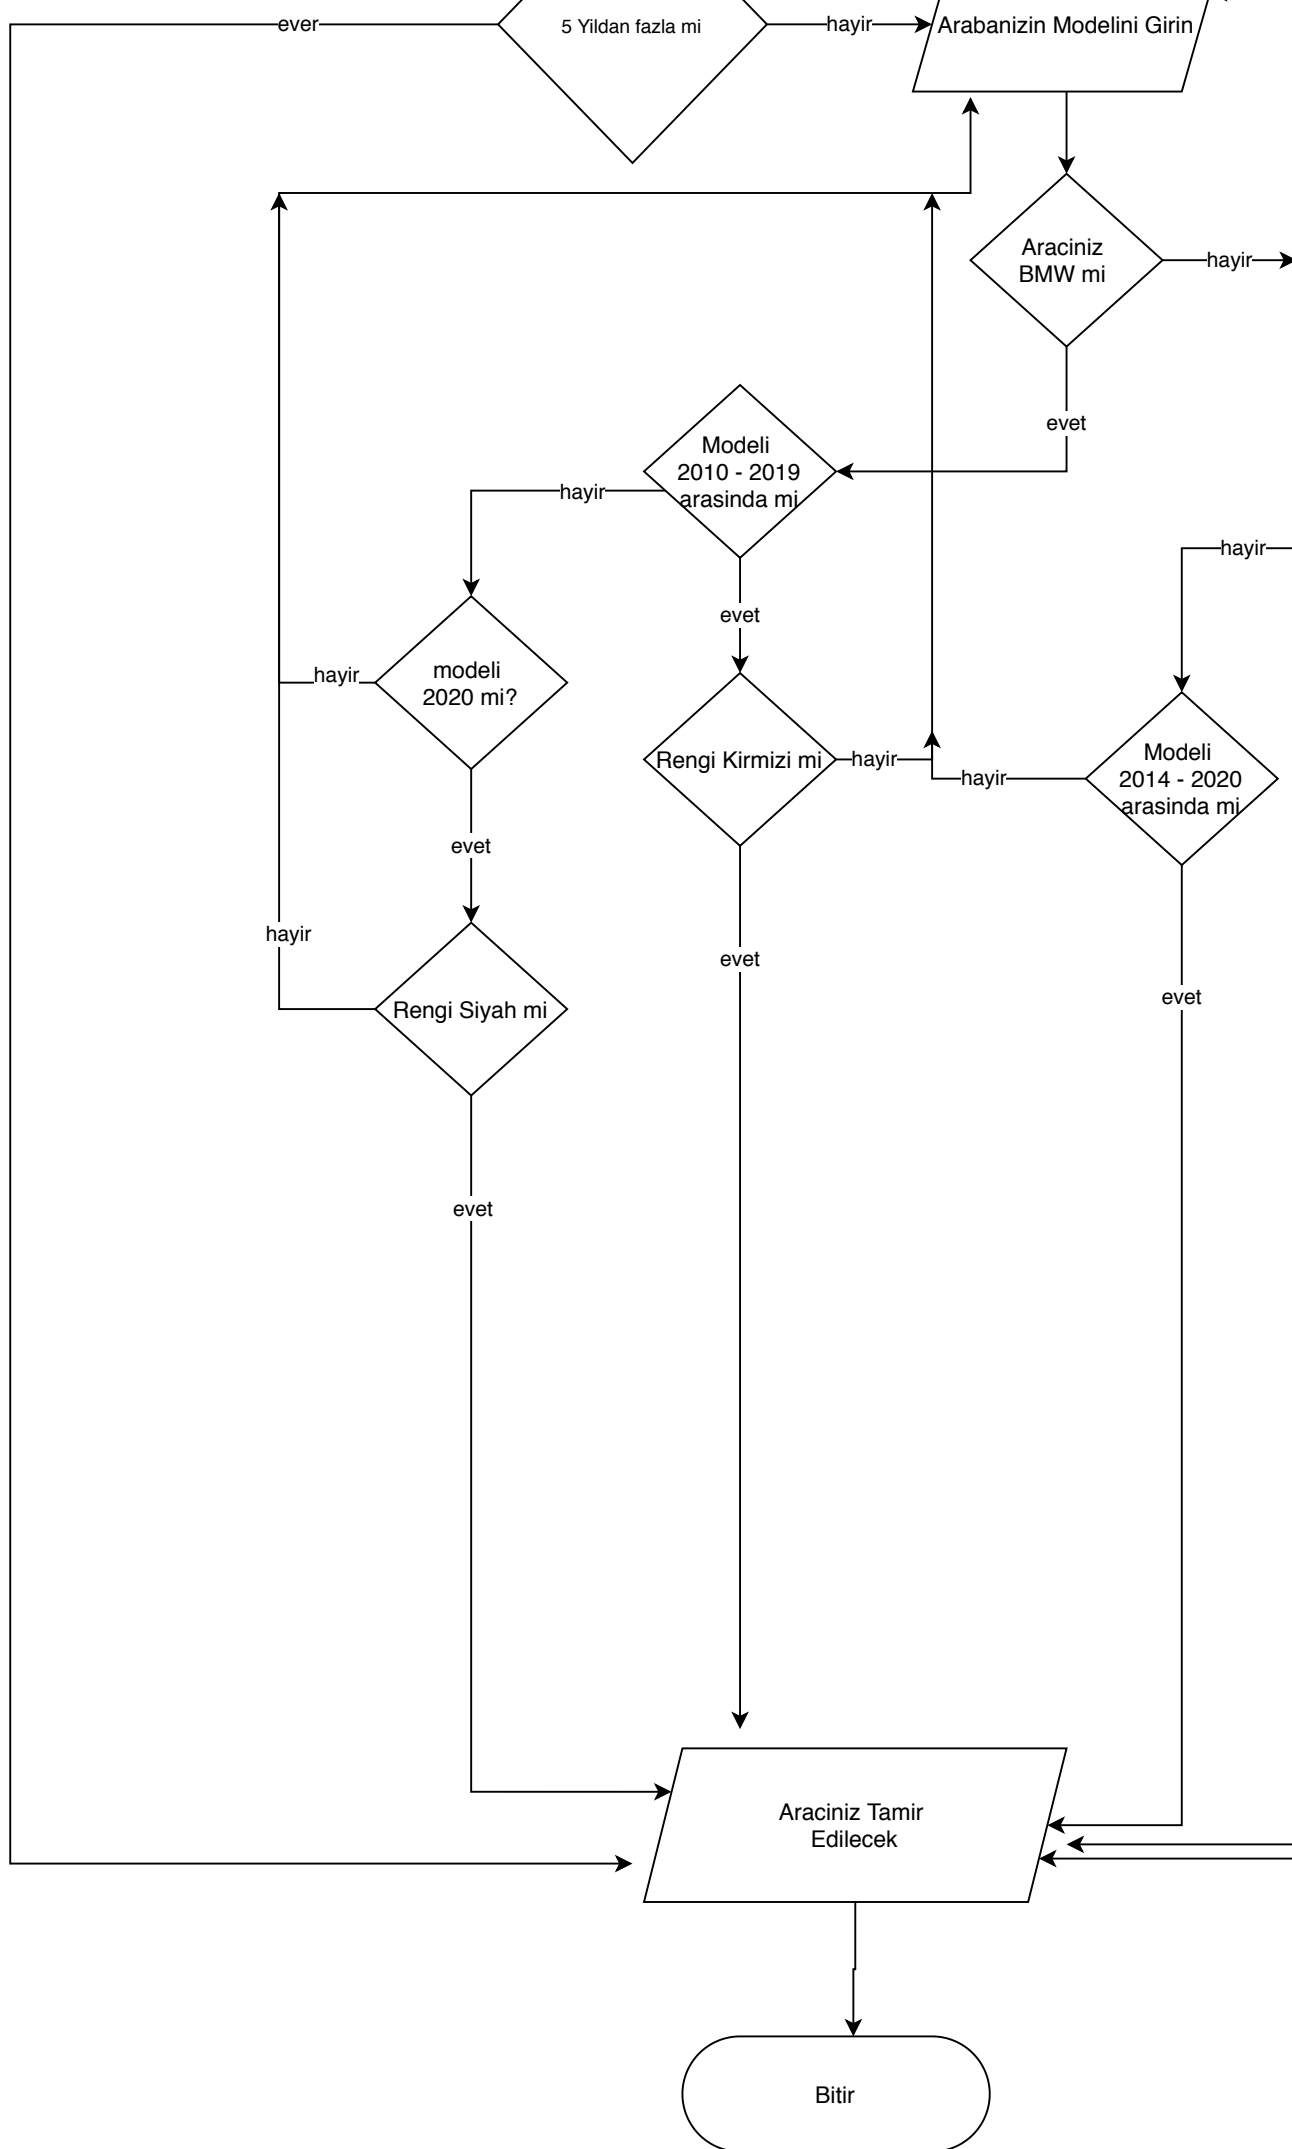 ever
5 Yildan fazla mi
hayir
Arabanizin Modelini Girin
Araciniz
BMW mi
hayir
evet
Modeli
2010 - 2019
arasinda mi
hayir
hayir
evet
modeli
2020 mi?
hayir
Rengi Kirmizi mi
hayir
Modeli
2014 - 2020
arasinda mi
hayir
evet
hayir
evet
evet
Rengi Siyah mi
evet
Araciniz Tamir
Edilecek
Bitir